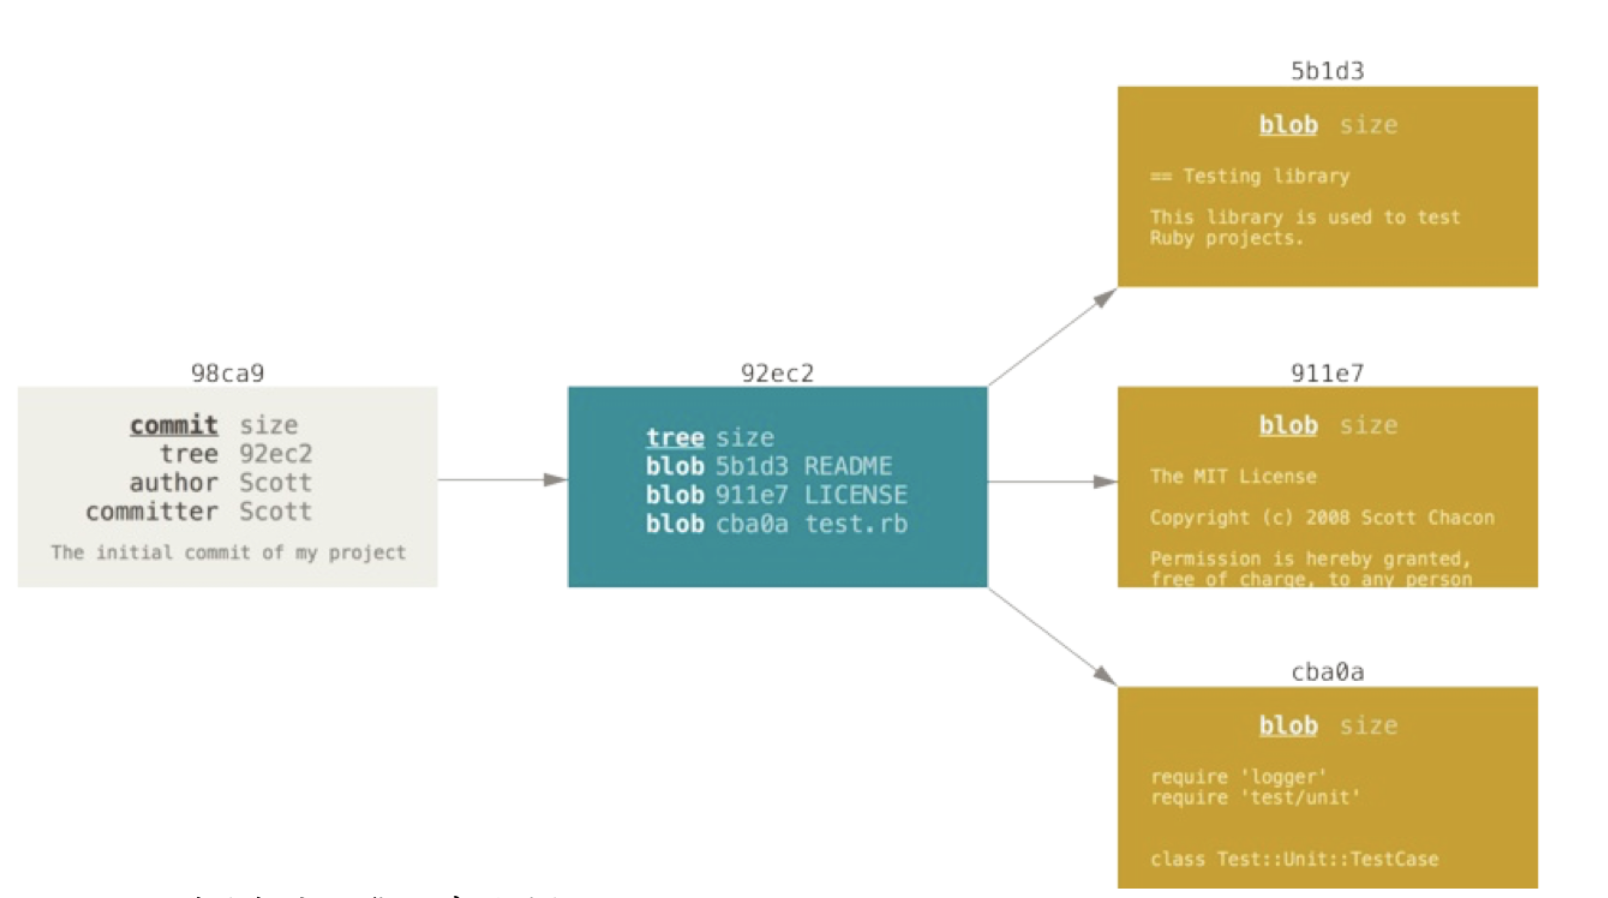 98ca9
commit size
tree 92ec2
author Scott
committer Scott
The initial commit of my project
92ec2
tree size
blob 5b1d3 README
blob 911e7 LICENSE
blob cba0a test.rb
5b1d3
blob size
== Testing library
This library is used to test
Ruby projects.
911e7
blob size
The MIT License
Copyright (c) 2008 Scott Chacon
Permission is hereby granted,
free of charge, to any person
cba0a
blob size
require 'logger'
require 'test/unit'
class Test::Unit::TestCase